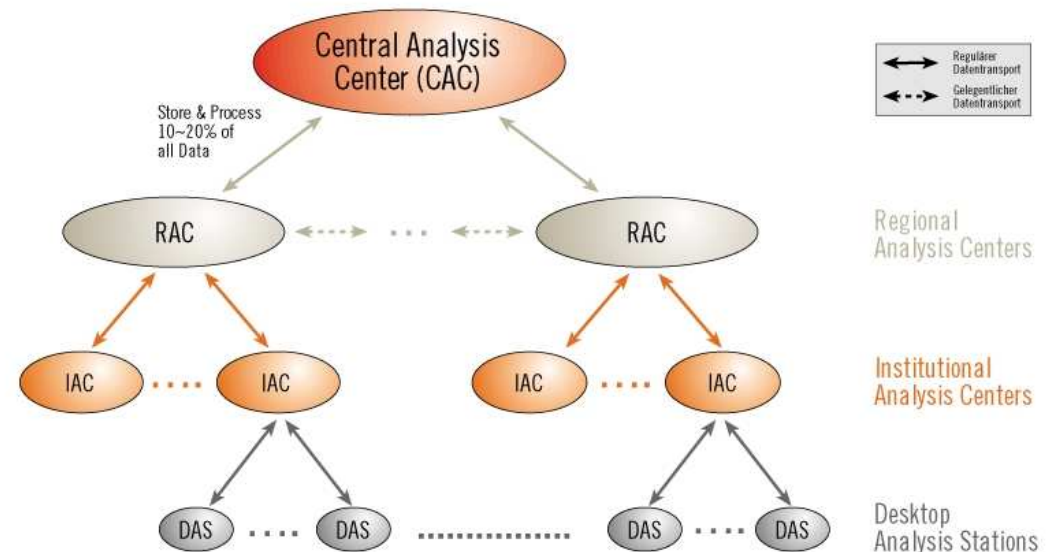 Central Analysis
Center (CAC)
Regulärer
Datentransport
Gelegentlicher
Datentransport
Store & Process
10~20% of
all Data
RAC
RAC
Regional
Analysis Centers
IAC
IAC
IAC
IAC
Institutional
Analysis Centers
DAS
DAS
DAS
DAS
Desktop
Analysis Stations